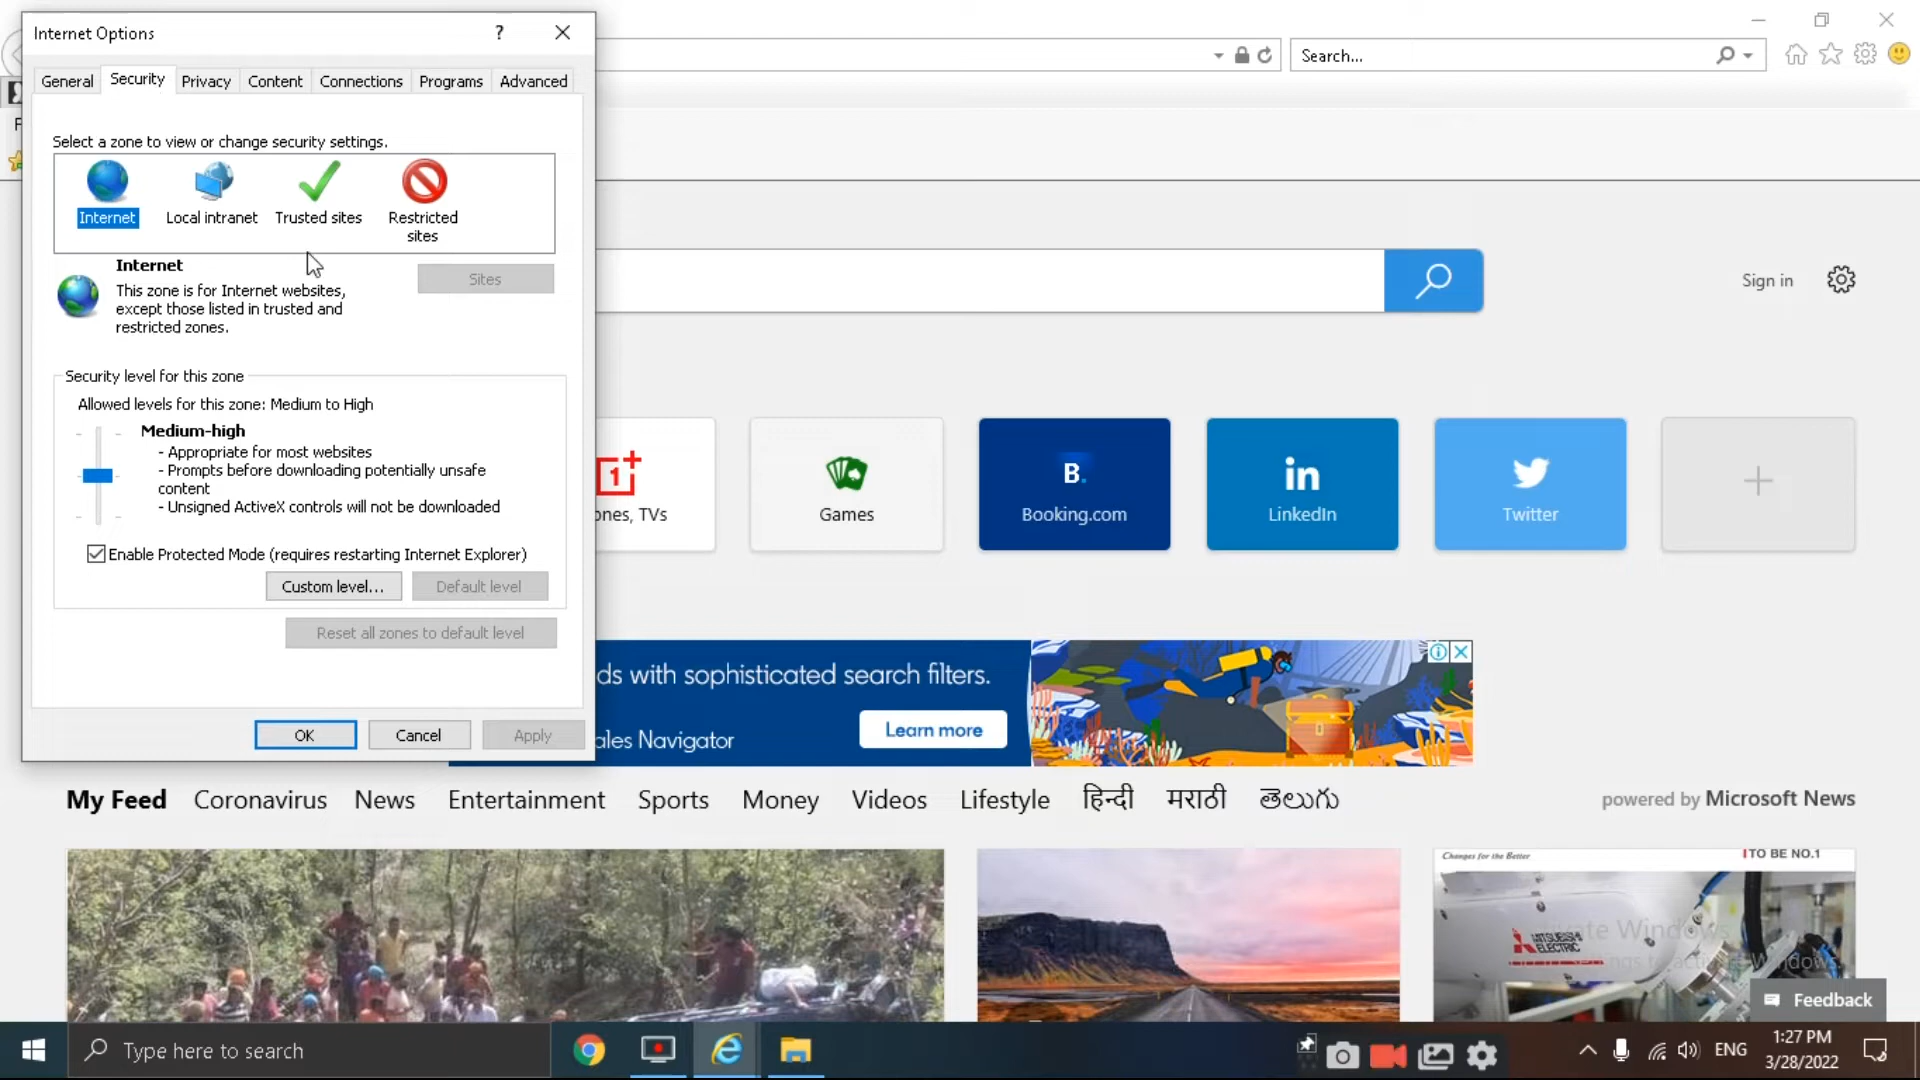 Internet Options
?
General Security Privacy Content Connections Programs Advanced
Search...
Select a zone to view or change security settings.
Internet
Local intranet
Trusted sites
Restricted
sites
Internet
This zone is for Internet websites,
except those listed in trusted and
restricted zones.
Sites
Security level for this zone
Allowed levels for this zone: Medium to High
Medium-high
- Appropriate for most websites
- Prompts before downloading potentially unsafe
content
- Unsigned ActiveX controls will not be downloaded
Enable Protected Mode (requires restarting Internet Explorer)
Custom level...
Default level
Reset all zones to default level
OK
Cancel
Apply
Sign in
ones, TVs
Games
B.
Booking.com
in
LinkedIn
Twitter
ds with sophisticated search filters.
ales Navigator
Learn more
My Feed Coronavirus News Entertainment Sports Money Videos Lifestyle हिन्दी मराठी తెలుగు
powered by Microsoft News
Changes for the Better
TO BE NO.1
MITSUBISHI
ELECTRIC
Feedback
Type here to search
ENG
1:27 PM
3/28/2022